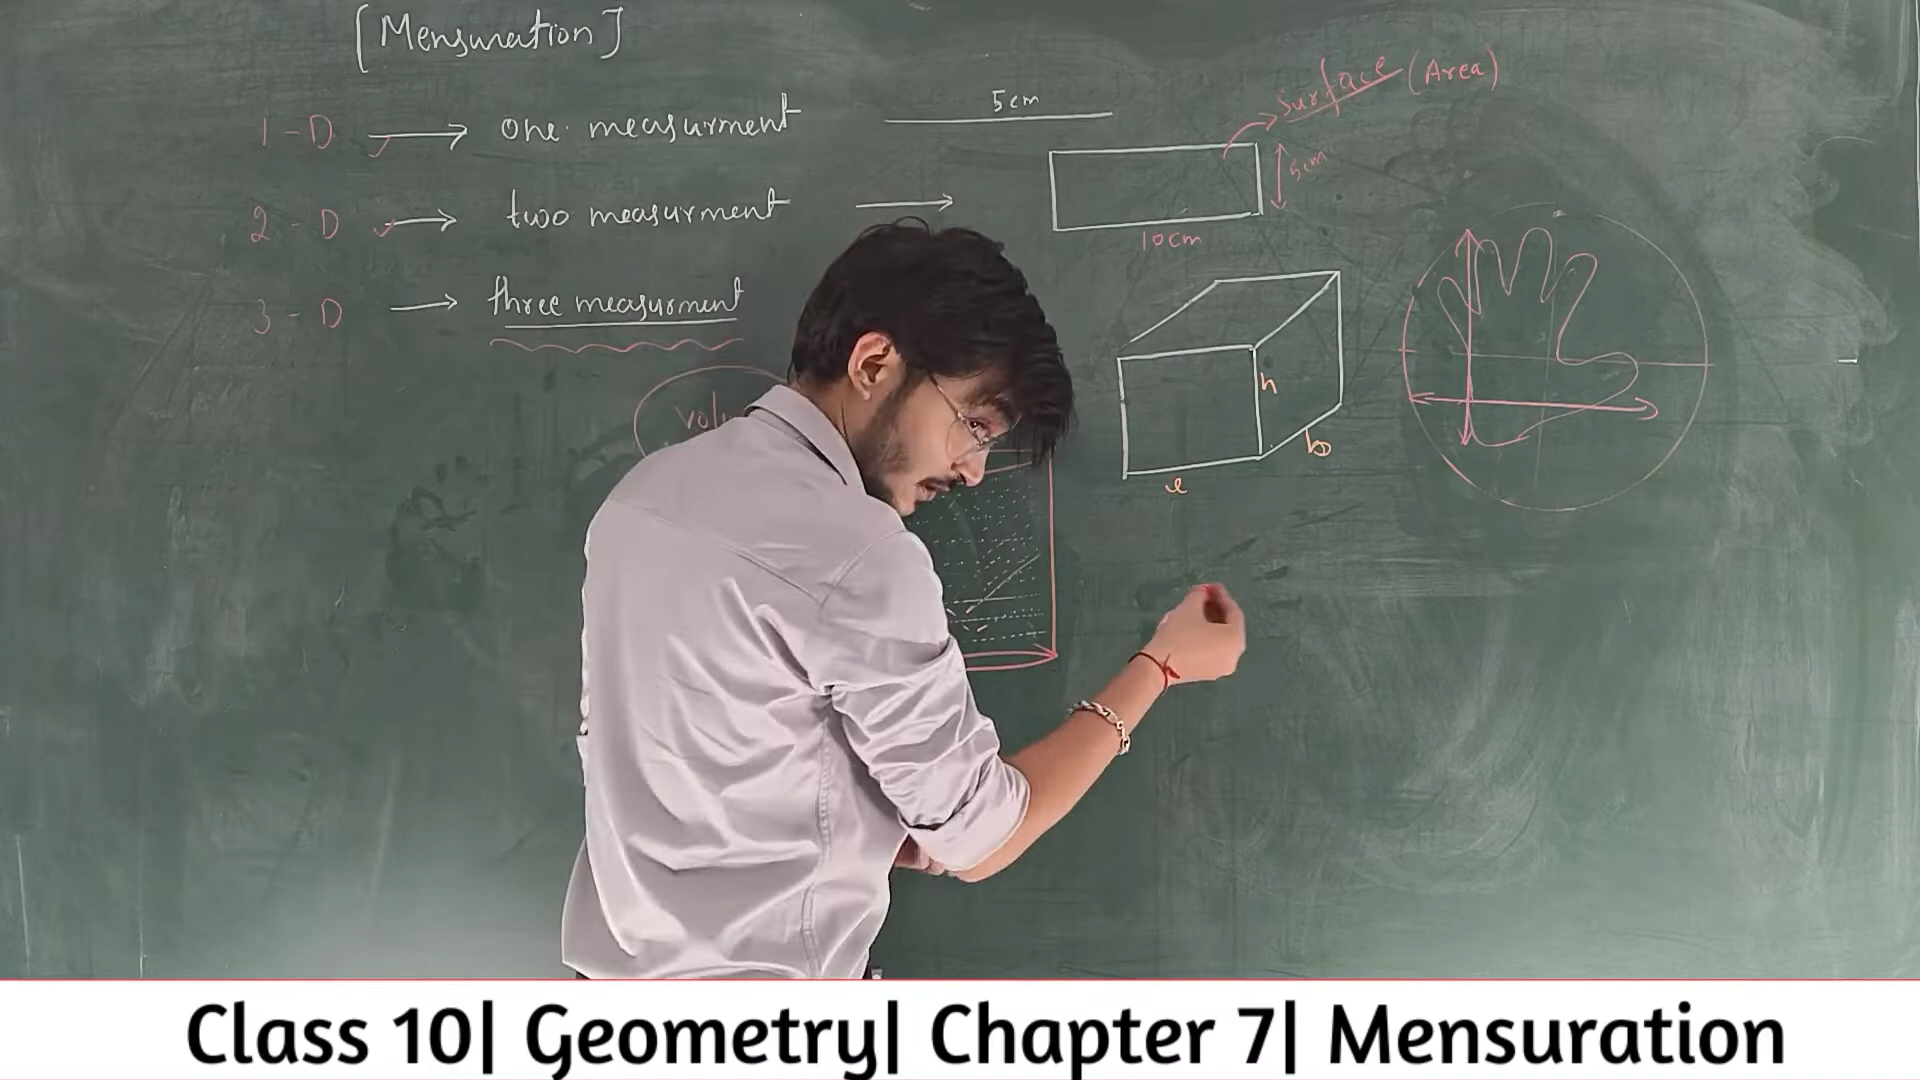 [Mensuration]
1-D → one measurment
5cm
Surface (Area)
5cm
2-D → two measurment →
10cm
3-D → three measurment
h
b
l
Class 10| Geometry| Chapter 7| Mensuration